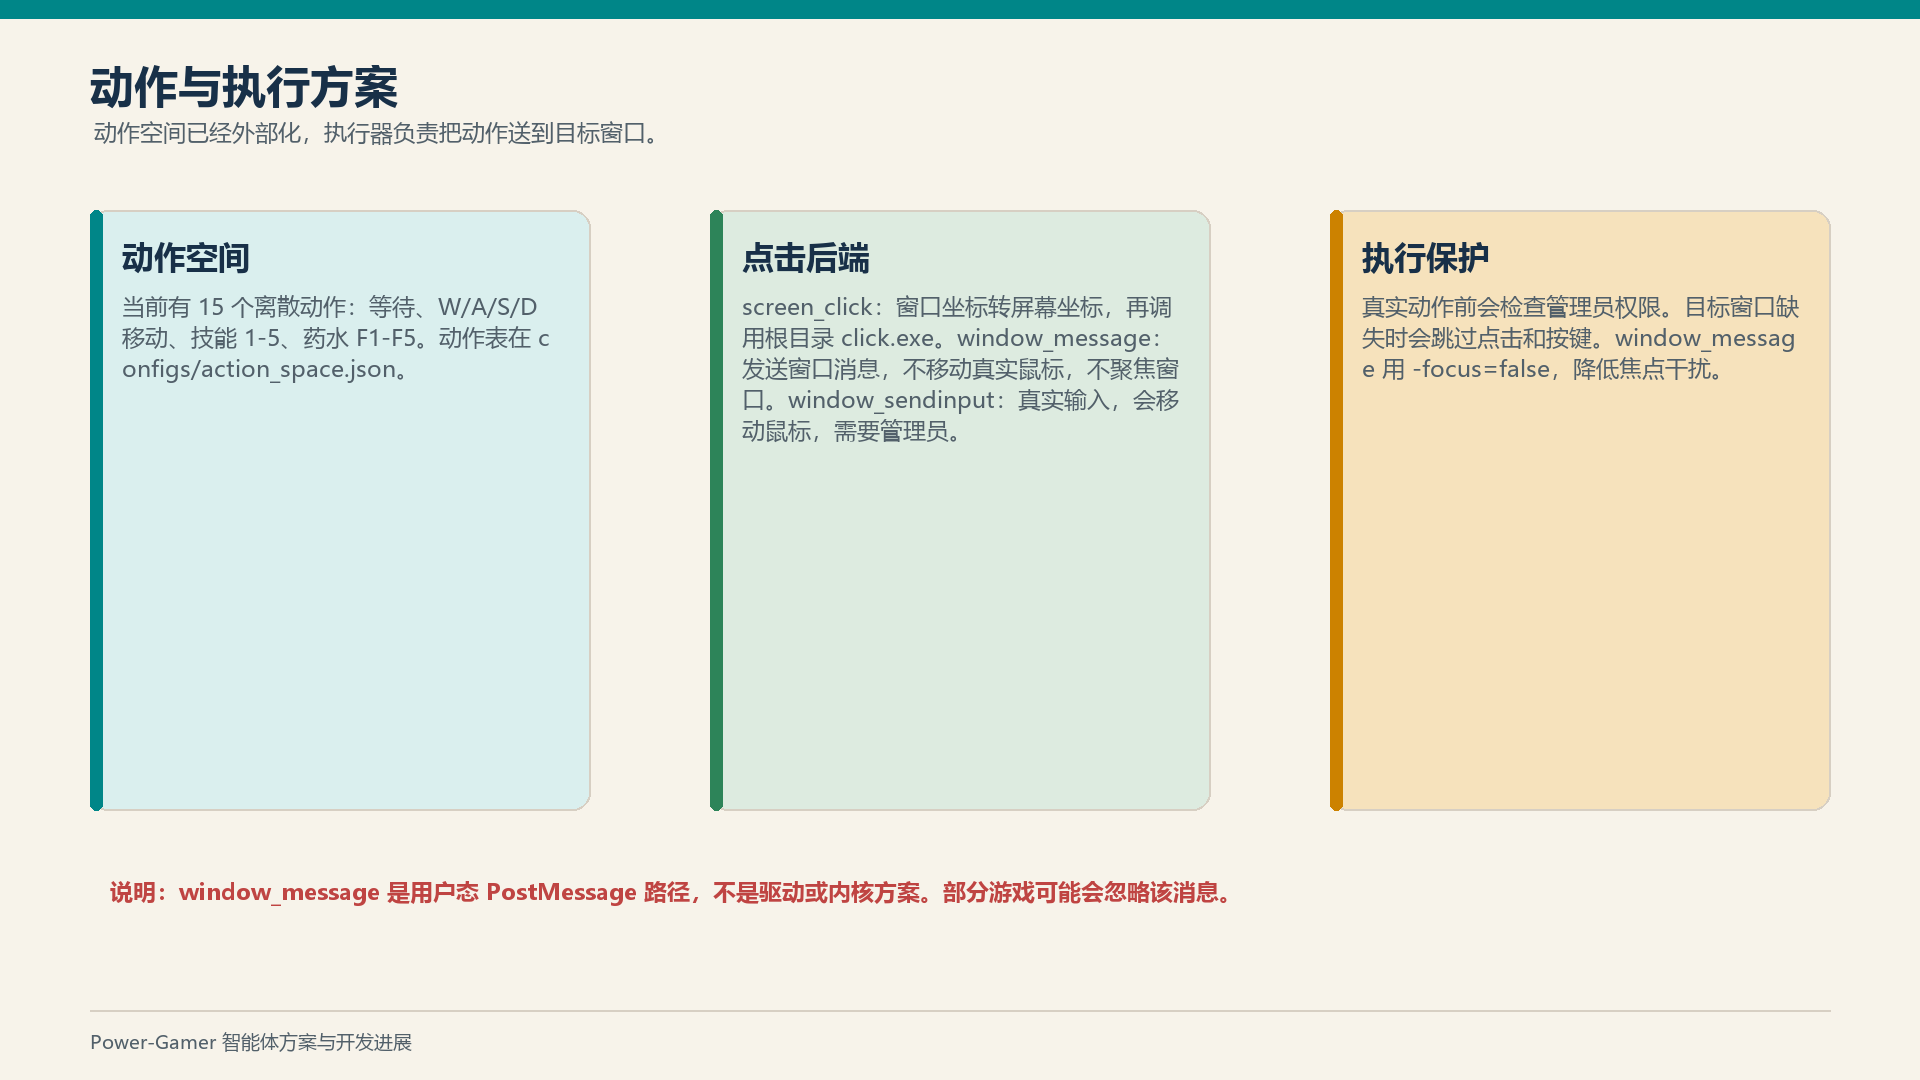 动作与执行方案
动作空间已经外部化，执行器负责把动作送到目标窗口。
动作空间
当前有 15 个离散动作：等待、W/A/S/D
移动、技能 1-5、药水 F1-F5。动作表在 c
onfigs/action_space.json。
点击后端
screen_click：窗口坐标转屏幕坐标，再调
用根目录 click.exe。window_message：
发送窗口消息，不移动真实鼠标，不聚焦窗
口。window_sendinput：真实输入，会移
动鼠标，需要管理员。
执行保护
真实动作前会检查管理员权限。目标窗口缺
失时会跳过点击和按键。window_messag
e 用 -focus=false，降低焦点干扰。
说明：window_message 是用户态 PostMessage 路径，不是驱动或内核方案。部分游戏可能会忽略该消息。
Power-Gamer 智能体方案与开发进展